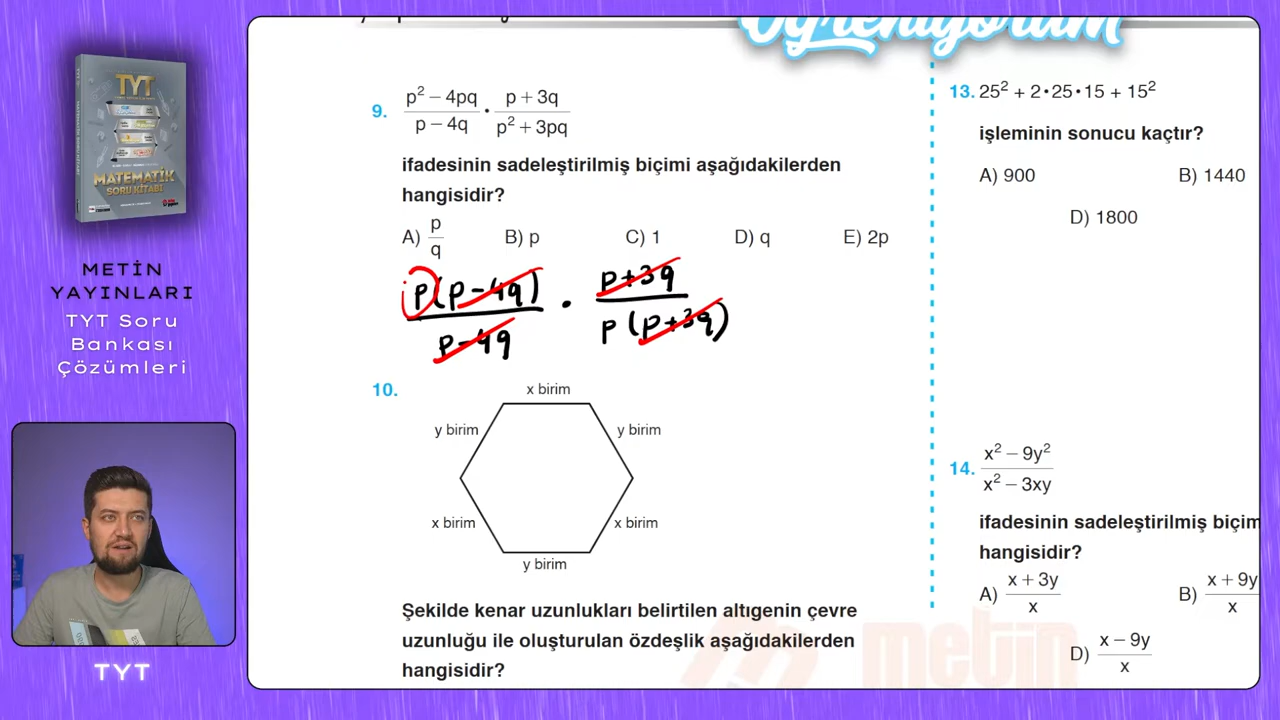 TYT
MATEMATİK
SORU KİTABI
METİN
YAYINLARI
TYT Soru
Bankası
Çözümleri
TYT
öğreniyorum
9. p² − 4pq / p − 4q · p + 3q / p² + 3pq
ifadesinin sadeleştirilmiş biçimi aşağıdakilerden
hangisidir?
A) p/q B) p C) 1 D) q E) 2p
p(p−4q) / p−4q · p+3q / p(p+3q)
10.
x birim
y birim y birim
x birim x birim
y birim
Şekilde kenar uzunlukları belirtilen altıgenin çevre
uzunluğu ile oluşturulan özdeşlik aşağıdakilerden
hangisidir?
13. 25² + 2•25•15 + 15²
işleminin sonucu kaçtır?
A) 900 B) 1440
D) 1800
14. x² − 9y² / x² − 3xy
ifadesinin sadeleştirilmiş biçim
hangisidir?
A) x + 3y / x B) x + 9y / x
D) x − 9y / x
metin